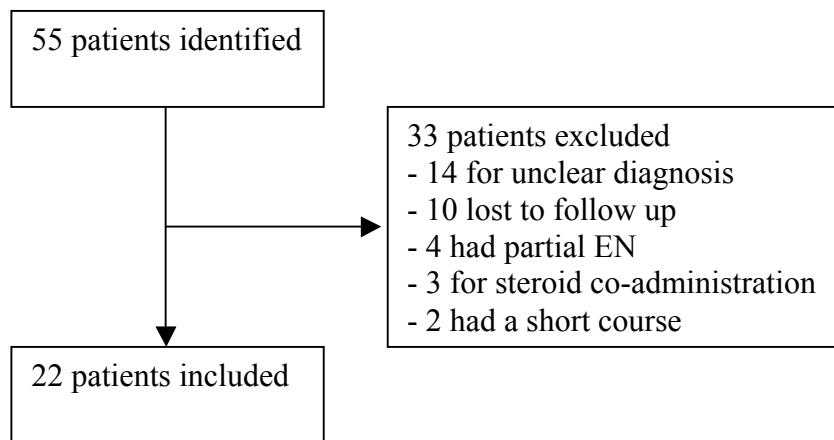 55 patients identified
33 patients excluded
- 14 for unclear diagnosis
- 10 lost to follow up
- 4 had partial EN
- 3 for steroid co-administration
- 2 had a short course
22 patients included